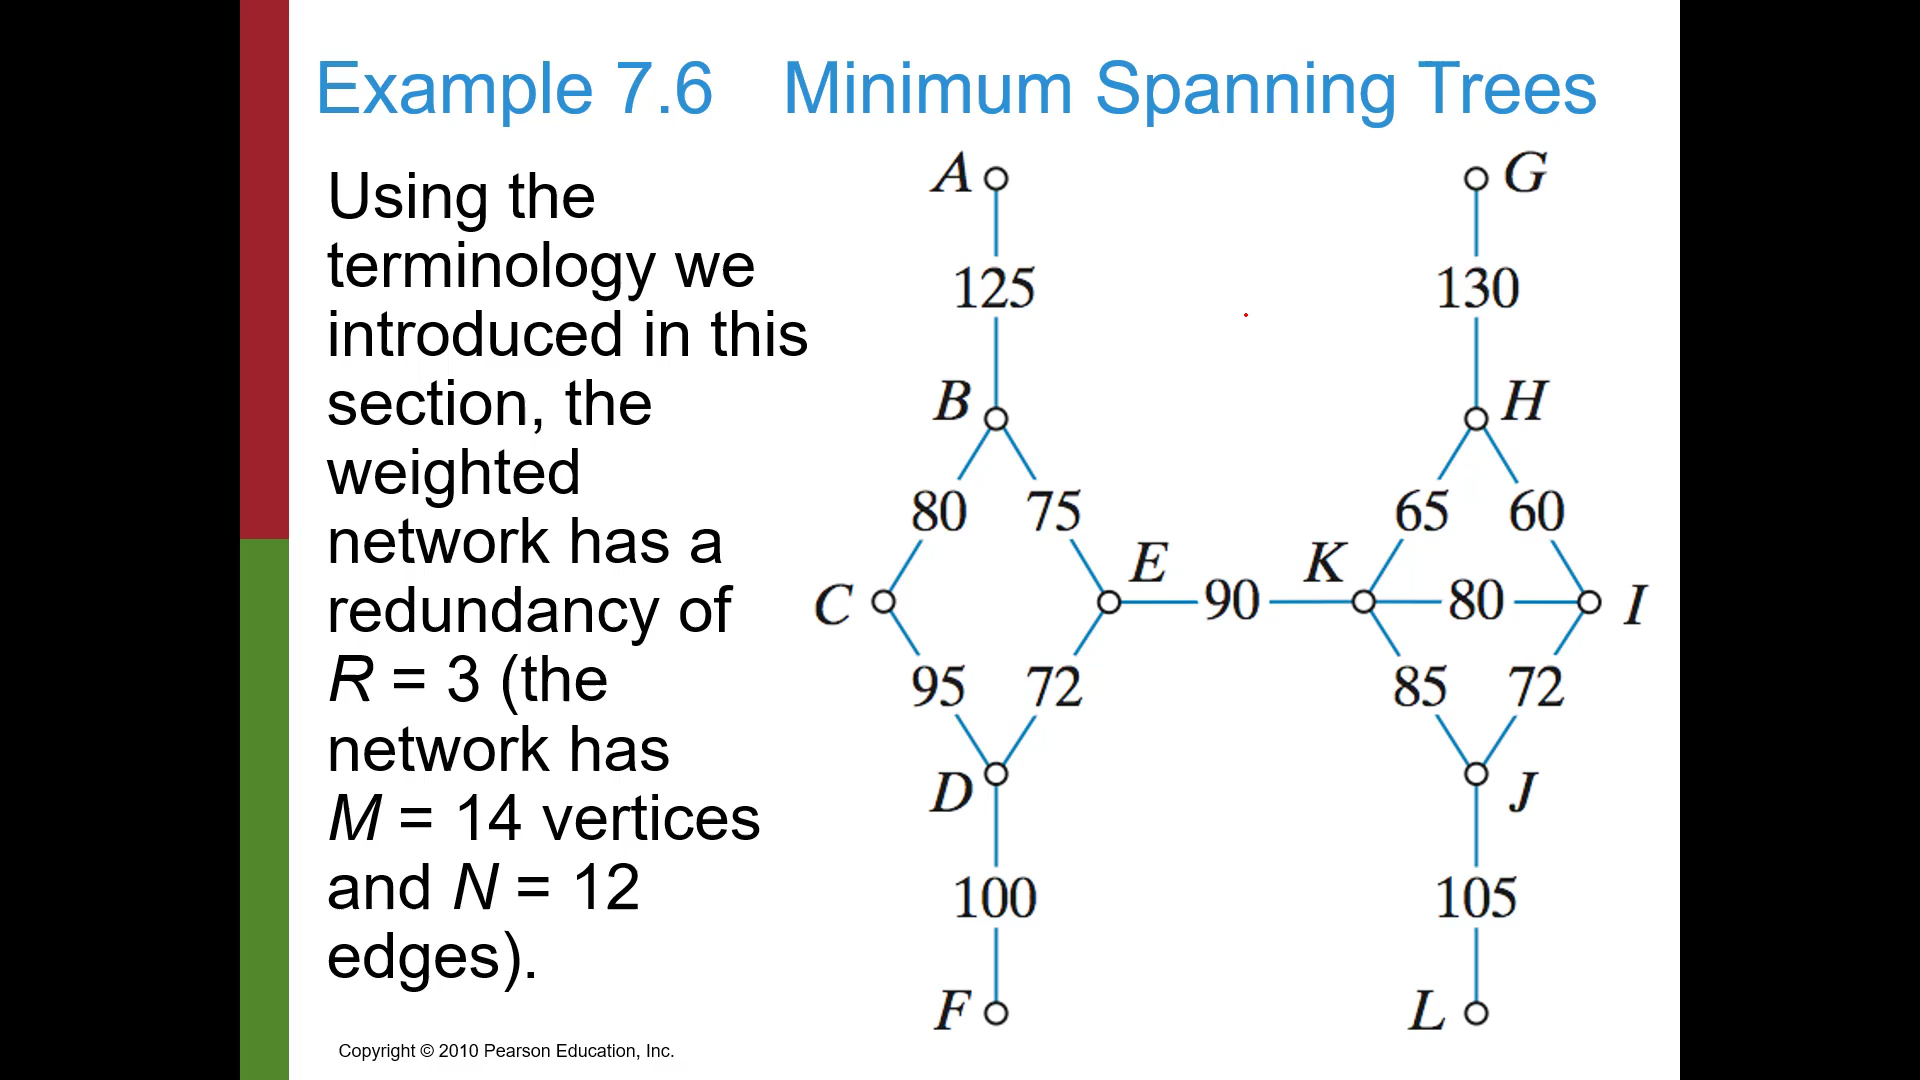 Example 7.6 Minimum Spanning Trees
Using the
terminology we
introduced in this
section, the
weighted
network has a
redundancy of
R = 3 (the
network has
M = 14 vertices
and N = 12
edges).
A
G
125
130
B
H
80
75
65
60
E
K
C
90
80
I
95
72
85
72
D
J
100
105
F
L
Copyright © 2010 Pearson Education, Inc.